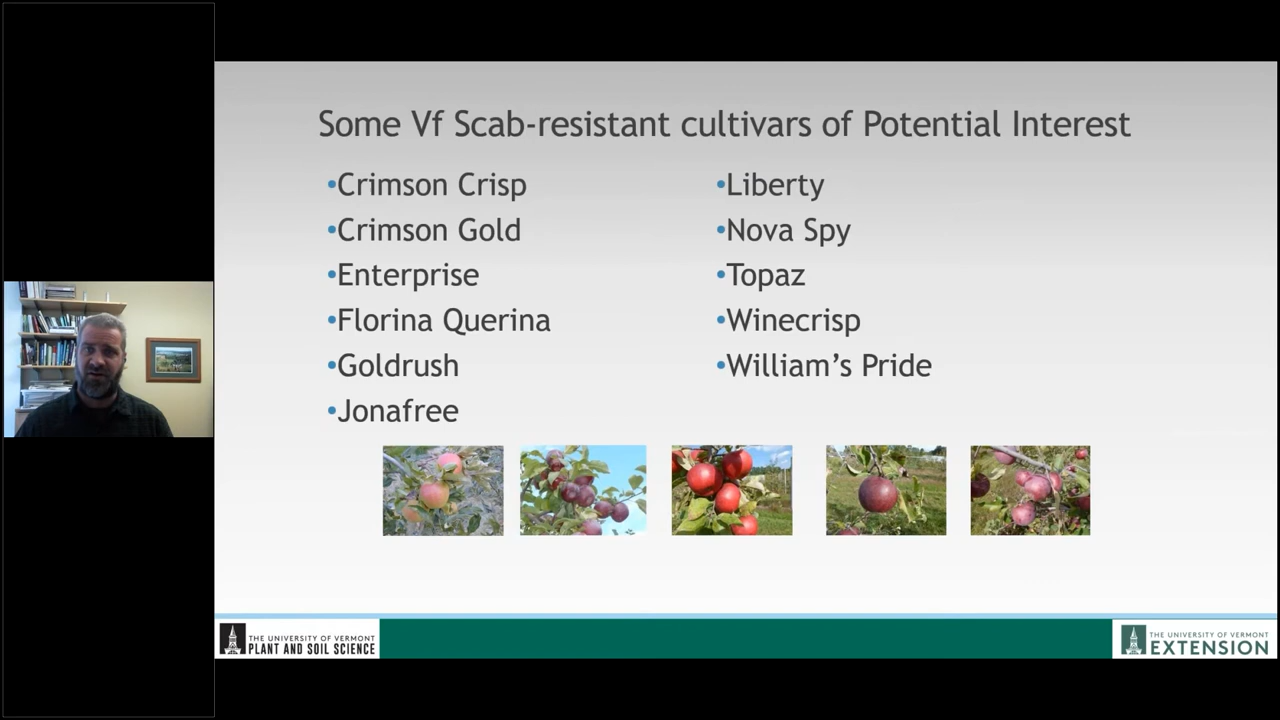 Some Vf Scab-resistant cultivars of Potential Interest
•Crimson Crisp
•Crimson Gold
•Enterprise
•Florina Querina
•Goldrush
•Jonafree
•Liberty
•Nova Spy
•Topaz
•Winecrisp
•William’s Pride
THE UNIVERSITY OF VERMONT
PLANT AND SOIL SCIENCE
THE UNIVERSITY OF VERMONT
EXTENSION